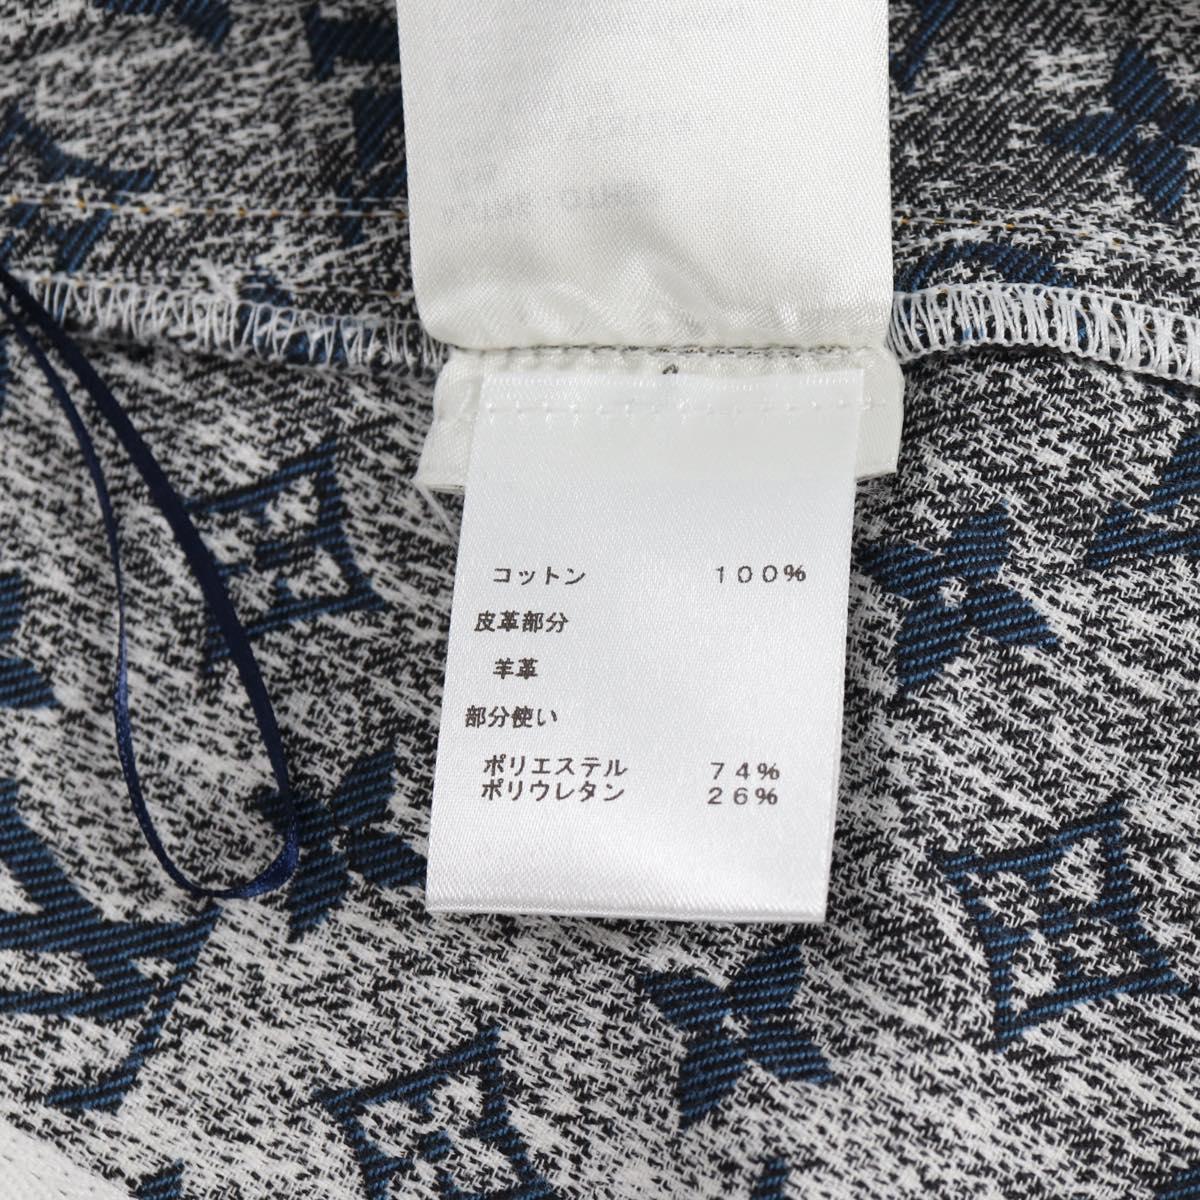 コットン 100%
皮革部分
羊革
部分使い
ポリエステル 74%
ポリウレタン 26%